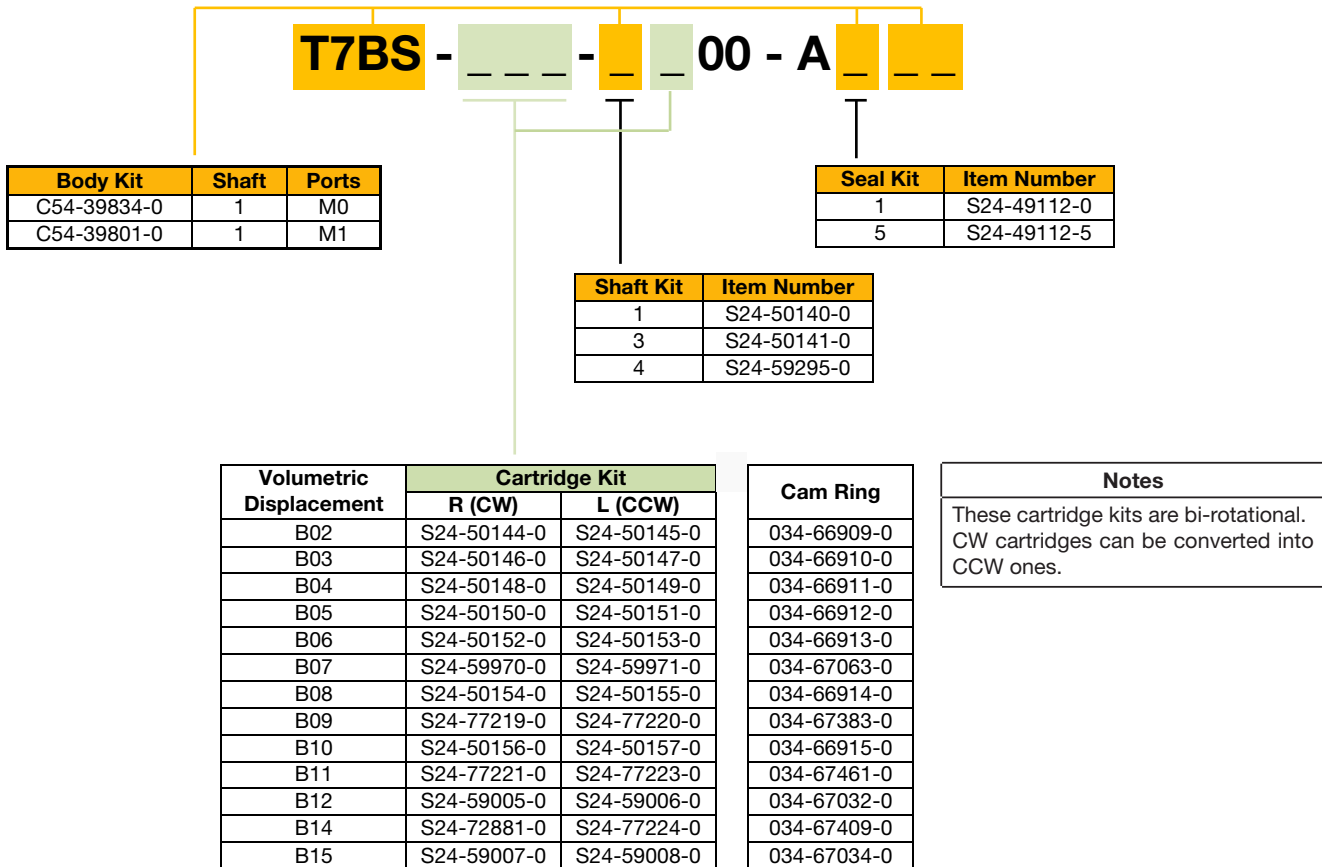 T7BS - _ _ _ - _ _ 00 - A _ _ _
Body Kit Shaft Ports
C54-39834-0 1 M0
C54-39801-0 1 M1
Seal Kit Item Number
1 S24-49112-0
5 S24-49112-5
Shaft Kit Item Number
1 S24-50140-0
3 S24-50141-0
4 S24-59295-0
Volumetric Displacement Cartridge Kit Cam Ring
R (CW) L (CCW)
B02 S24-50144-0 S24-50145-0 034-66909-0
B03 S24-50146-0 S24-50147-0 034-66910-0
B04 S24-50148-0 S24-50149-0 034-66911-0
B05 S24-50150-0 S24-50151-0 034-66912-0
B06 S24-50152-0 S24-50153-0 034-66913-0
B07 S24-59970-0 S24-59971-0 034-67063-0
B08 S24-50154-0 S24-50155-0 034-66914-0
B09 S24-77219-0 S24-77220-0 034-67383-0
B10 S24-50156-0 S24-50157-0 034-66915-0
B11 S24-77221-0 S24-77223-0 034-67461-0
B12 S24-59005-0 S24-59006-0 034-67032-0
B14 S24-72881-0 S24-77224-0 034-67409-0
B15 S24-59007-0 S24-59008-0 034-67034-0
Notes
These cartridge kits are bi-rotational.
CW cartridges can be converted into
CCW ones.